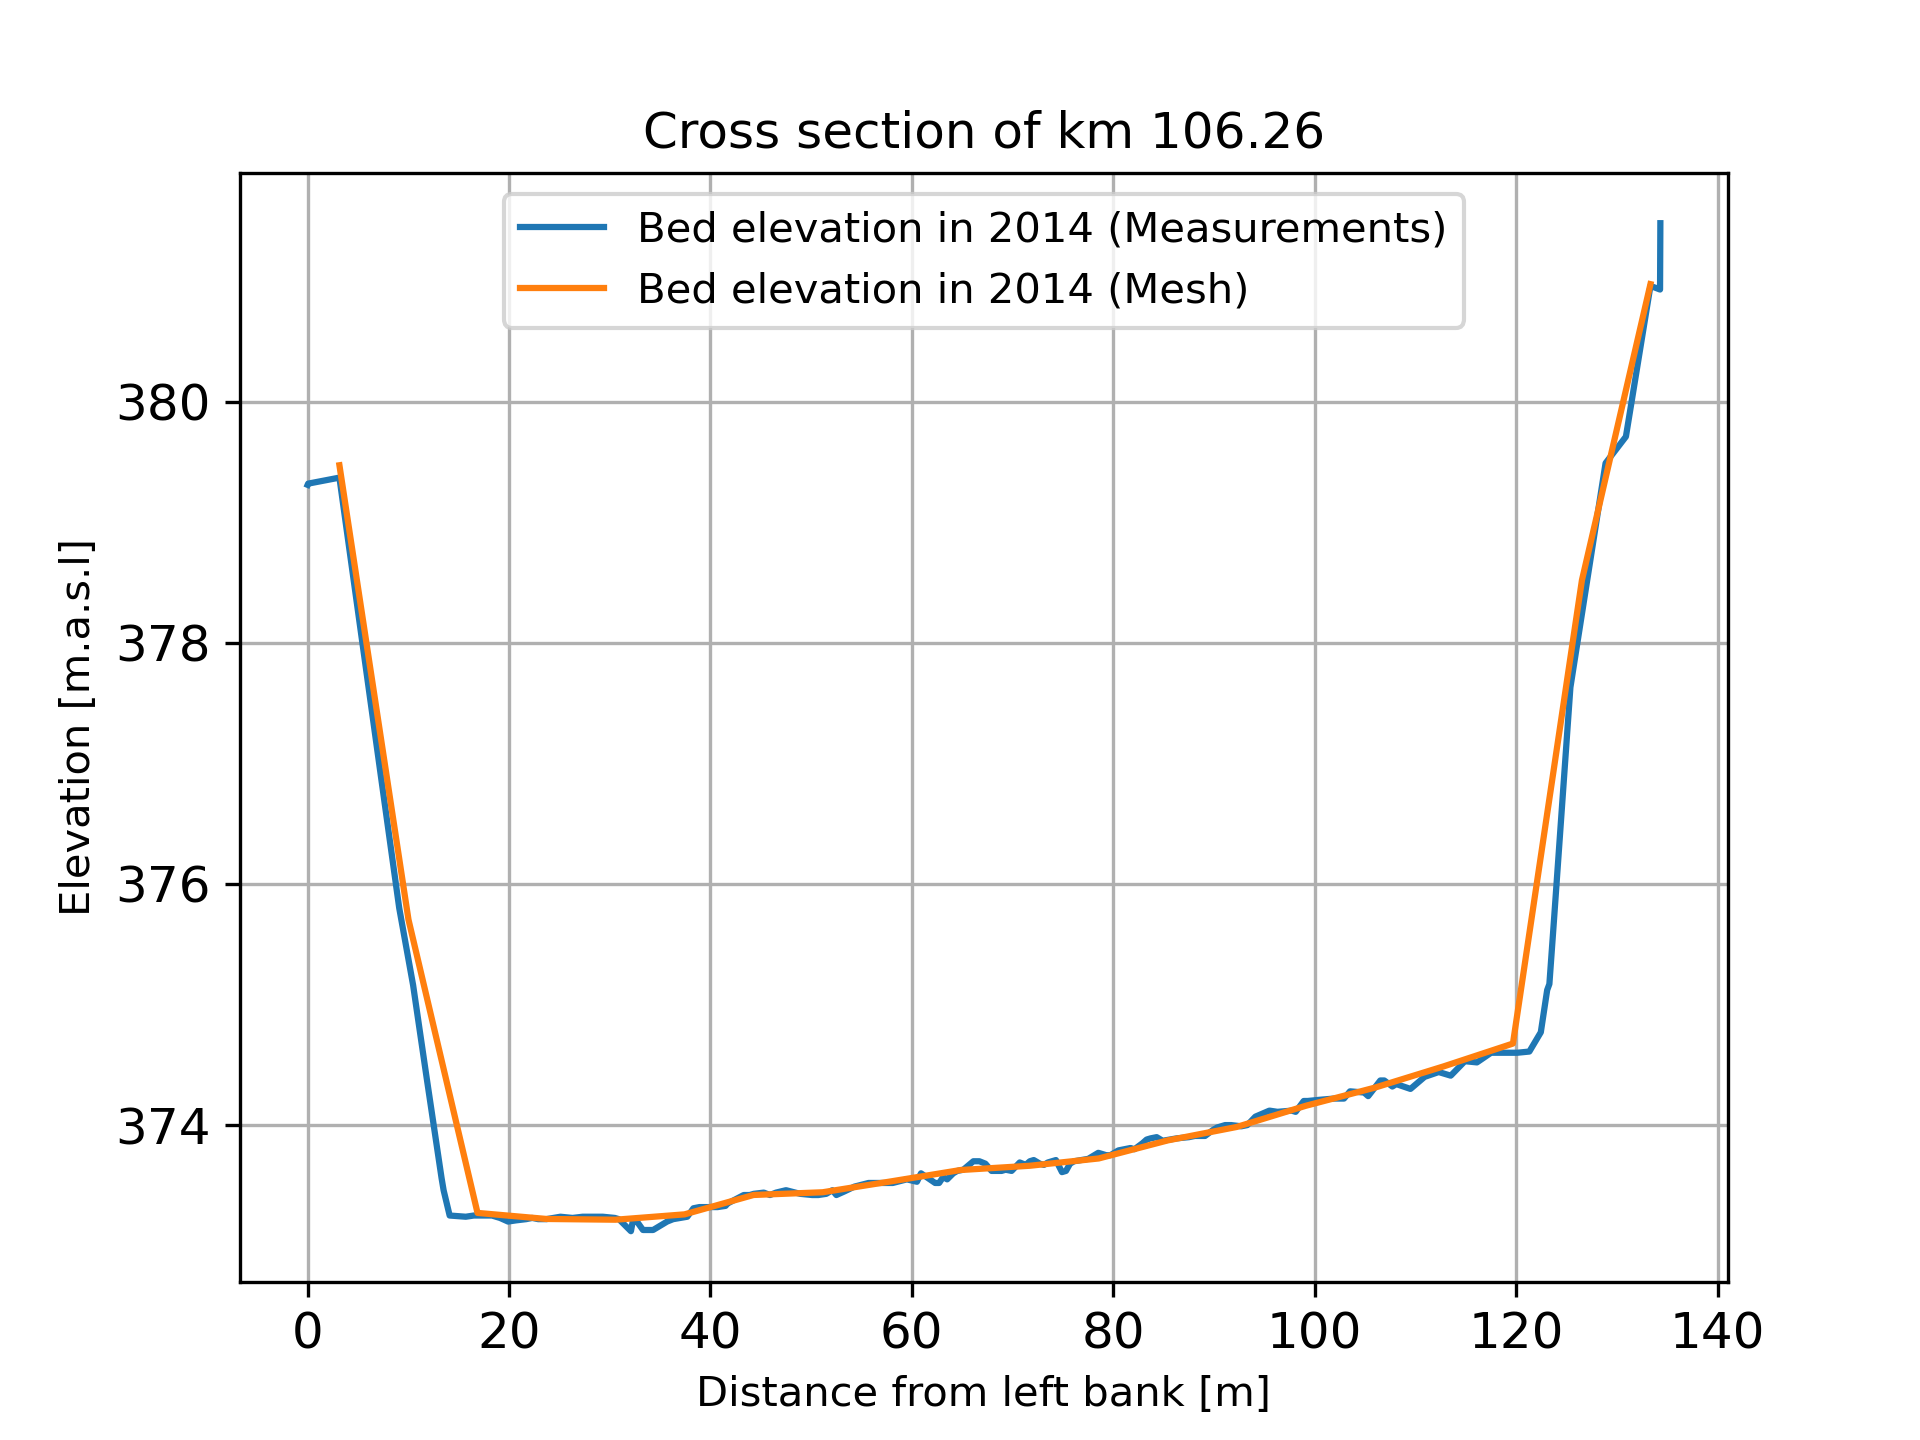 Cross section of km 106.26
Bed elevation in 2014 (Measurements)
Bed elevation in 2014 (Mesh)
Elevation [m.a.s.l]
380
378
376
374
0 20 40 60 80 100 120 140
Distance from left bank [m]